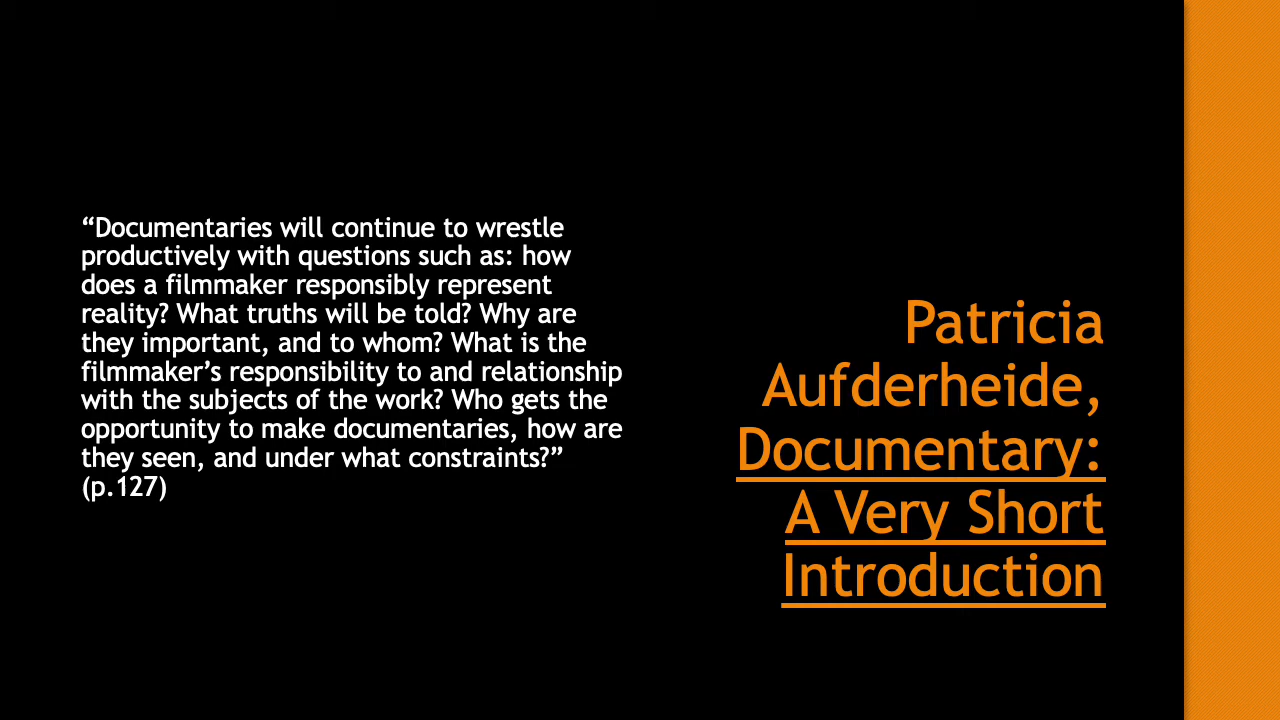 “Documentaries will continue to wrestle
productively with questions such as: how
does a filmmaker responsibly represent
reality? What truths will be told? Why are
they important, and to whom? What is the
filmmaker’s responsibility to and relationship
with the subjects of the work? Who gets the
opportunity to make documentaries, how are
they seen, and under what constraints?”
(p.127)
Patricia
Aufderheide,
Documentary:
A Very Short
Introduction